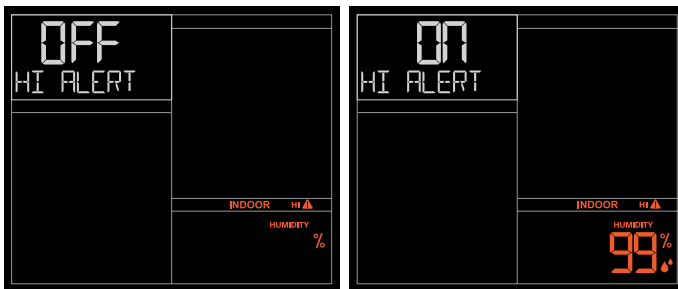 OFF
HI ALERT
INDOOR HI
HUMIDITY
%
ON
HI ALERT
INDOOR HI
HUMIDITY
99%